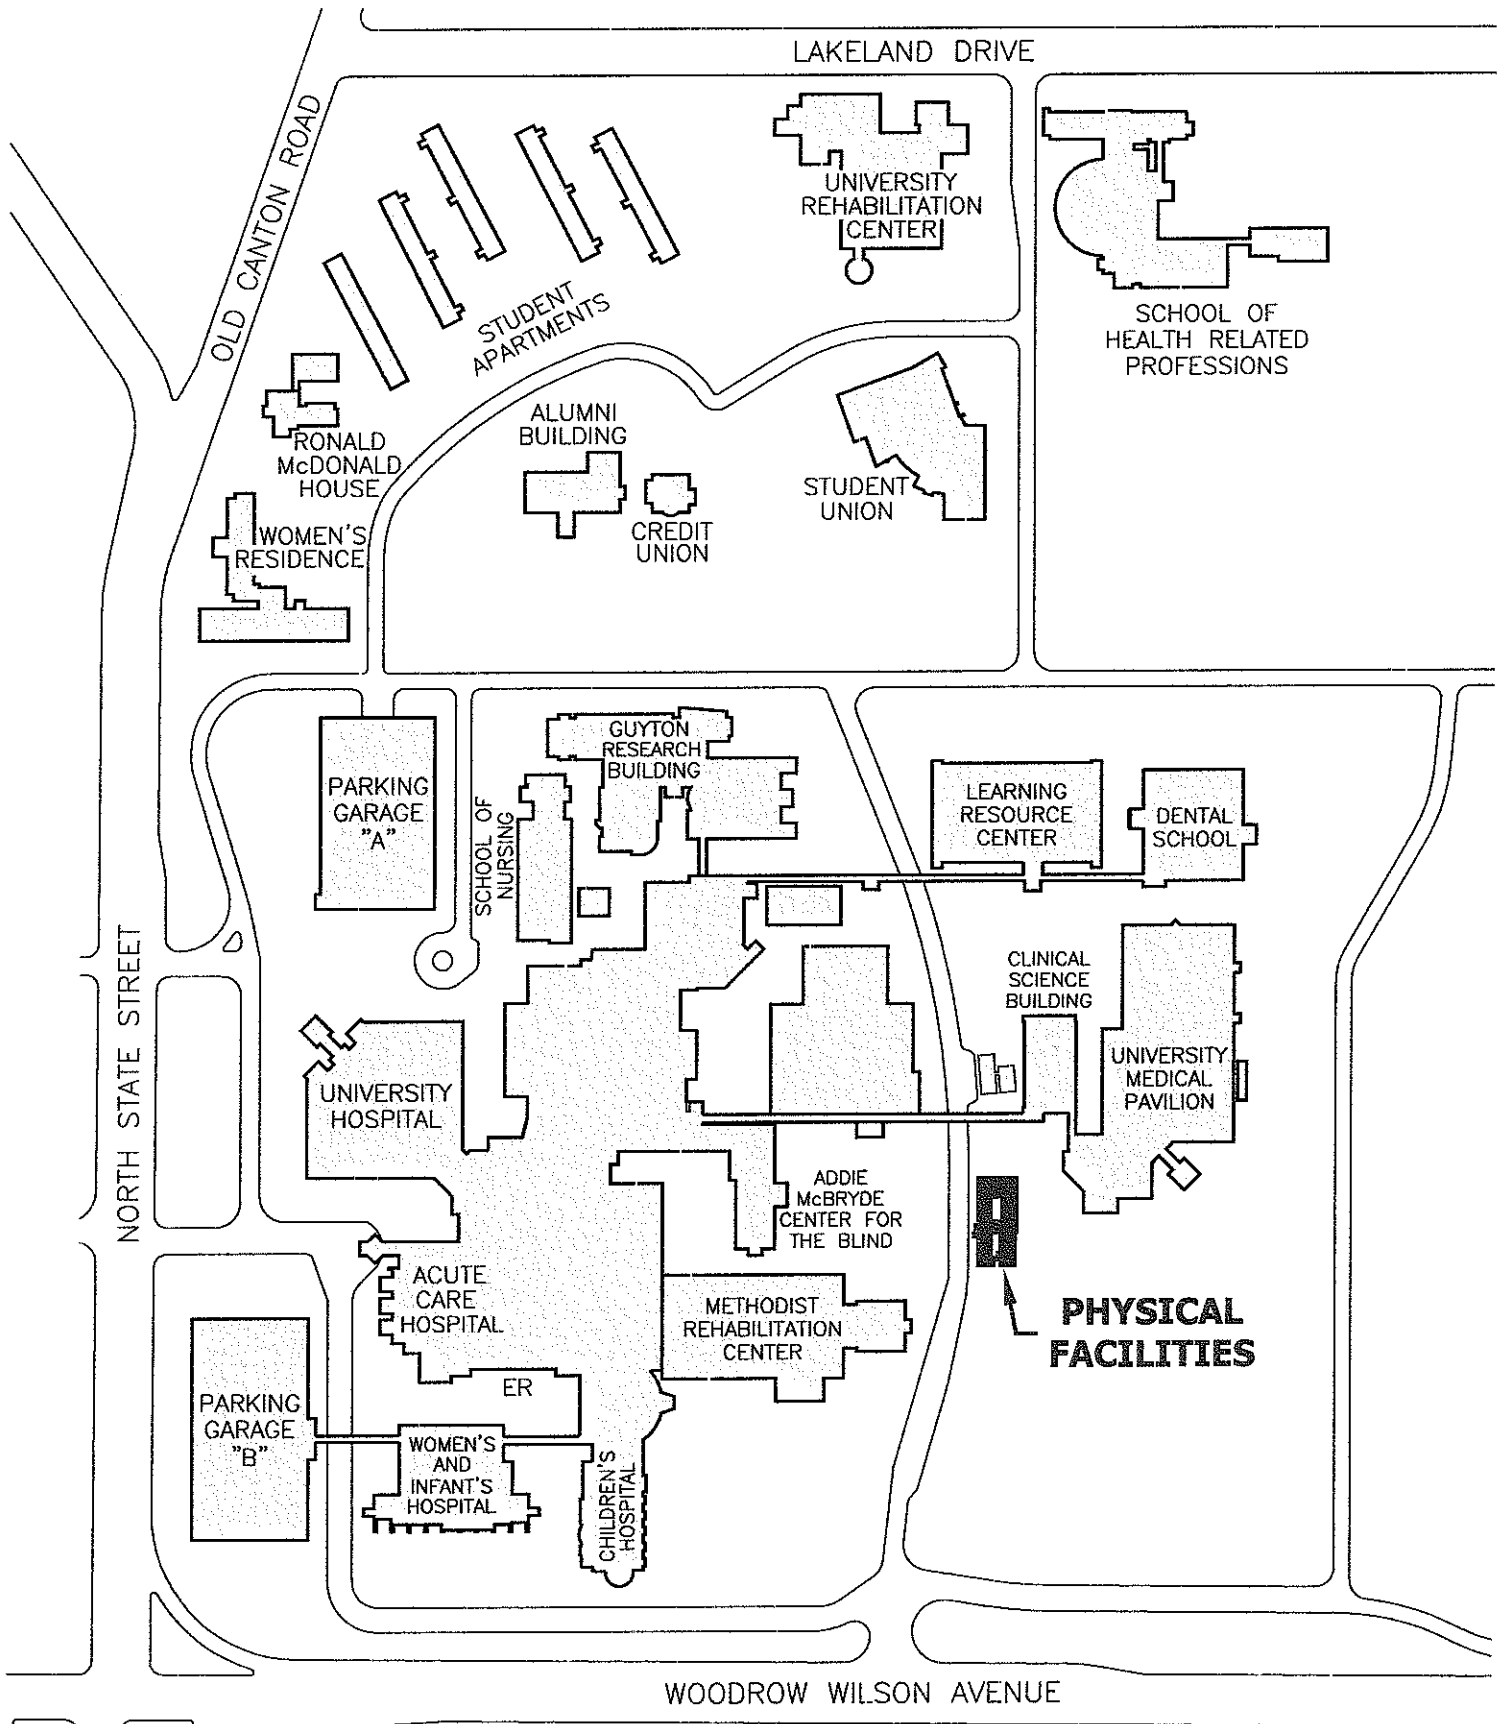 LAKELAND DRIVE
OLD CANTON ROAD
UNIVERSITY
REHABILITATION
CENTER
STUDENT
APARTMENTS
SCHOOL OF
HEALTH RELATED
PROFESSIONS
RONALD
McDONALD
HOUSE
ALUMNI
BUILDING
CREDIT
UNION
STUDENT
UNION
WOMEN'S
RESIDENCE
PARKING
GARAGE
"A"
SCHOOL OF
NURSING
GUYTON
RESEARCH
BUILDING
LEARNING
RESOURCE
CENTER
DENTAL
SCHOOL
NORTH STATE STREET
CLINICAL
SCIENCE
BUILDING
UNIVERSITY
HOSPITAL
UNIVERSITY
MEDICAL
PAVILION
ADDIE
McBRYDE
CENTER FOR
THE BLIND
ACUTE
CARE
HOSPITAL
METHODIST
REHABILITATION
CENTER
PHYSICAL
FACILITIES
ER
PARKING
GARAGE
"B"
WOMEN'S
AND
INFANT'S
HOSPITAL
CHILDREN'S
HOSPITAL
WOODROW WILSON AVENUE